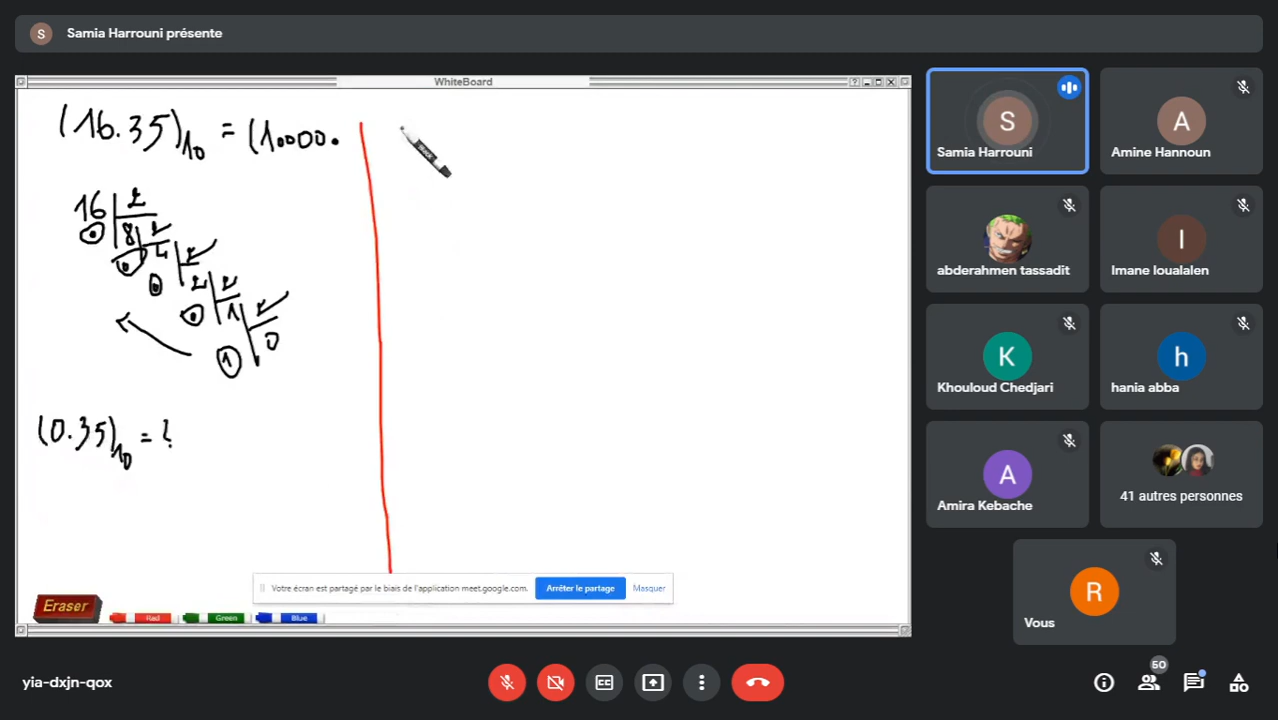 Samia Harrouni présente
S
WhiteBoard
(16.35)10 = (10000.
16 2
0 8 2
0 4 2
0 2 2
0 1 2
1 0
(0.35)10 = ?
Votre écran est partagé par le biais de l'application meet.google.com.
Arrêter le partage
Masquer
Eraser
Red
Green
Blue
S
Samia Harrouni
A
Amine Hannoun
abderahmen tassadit
I
Imane loualalen
K
Khouloud Chedjari
h
hania abba
A
Amira Kebache
41 autres personnes
R
Vous
yia-dxjn-qox
CC
60